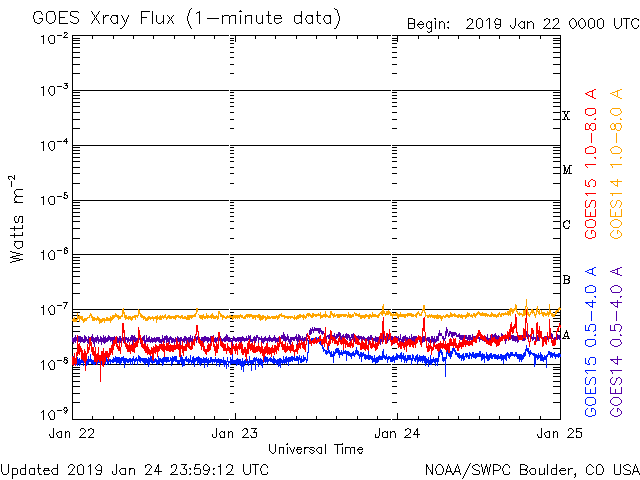 GOES Xray Flux (1-minute data)
Begin: 2019 Jan 22 0000 UTC
10⁻²
10⁻³
10⁻⁴
10⁻⁵
10⁻⁶
10⁻⁷
10⁻⁸
10⁻⁹
Watts m⁻²
X
M
C
B
A
GOES15 1.0-8.0 A
GOES14 1.0-8.0 A
GOES15 0.5-4.0 A
GOES14 0.5-4.0 A
Jan 22
Jan 23
Jan 24
Jan 25
Universal Time
Updated 2019 Jan 24 23:59:12 UTC
NOAA/SWPC Boulder, CO USA